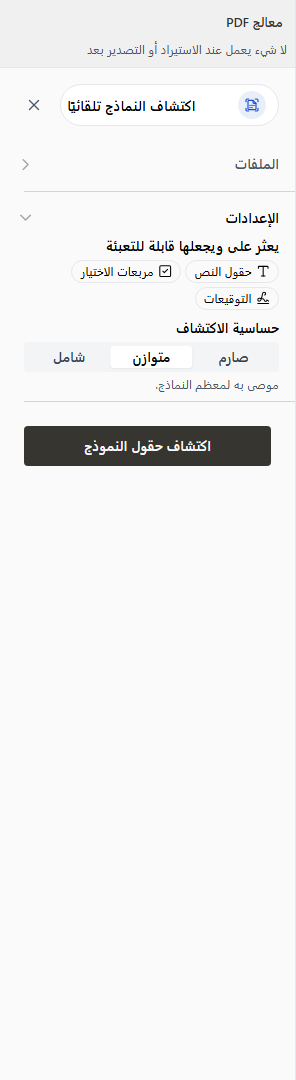 معالج PDF
لا شيء يعمل عند الاستيراد أو التصدير بعد
اكتشاف النماذج تلقائيًا
الملفات
الإعدادات
يعثر على ويجعلها قابلة للتعبئة
حقول النص
مربعات الاختيار
التوقيعات
حساسية الاكتشاف
صارم
متوازن
شامل
موصى به لمعظم النماذج.
اكتشاف حقول النموذج